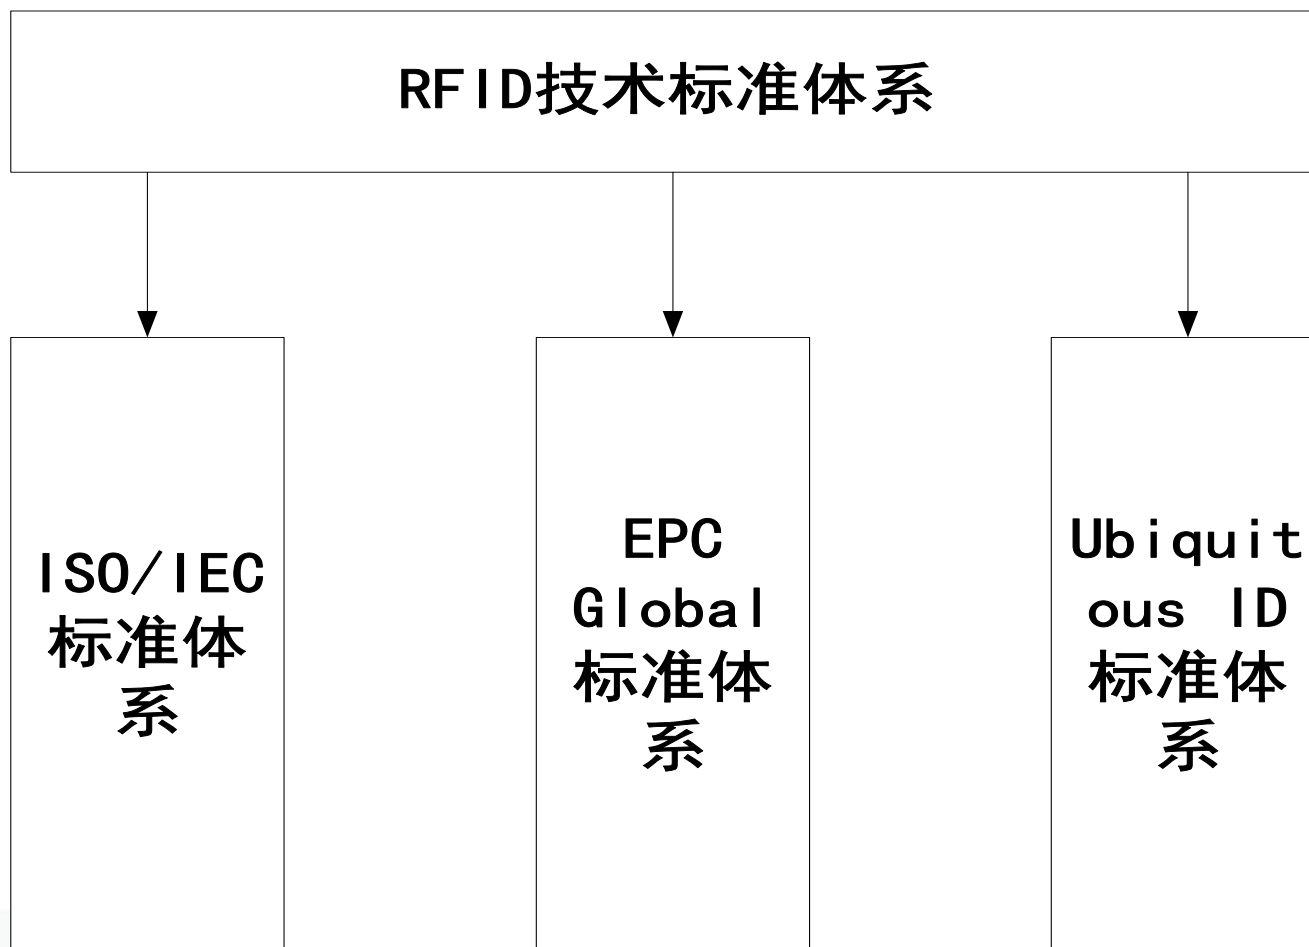 RFID技术标准体系
ISO/IEC
标准体
系
EPC
Global
标准体
系
Ubiquit
ous ID
标准体
系